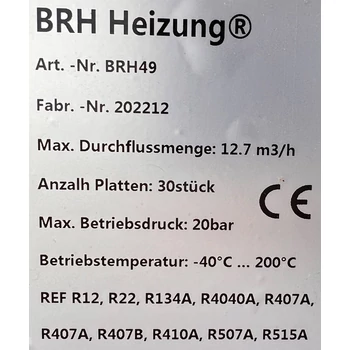 BRH Heizung®
Art. -Nr. BRH49
Fabr. -Nr. 202212
Max. Durchflussmenge: 12.7 m3/h
Anzalh Platten: 30stück
CE
Max. Betriebsdruck: 20bar
Betriebstemperatur: -40°C ... 200°C
REF R12, R22, R134A, R4040A, R407A,
R407A, R407B, R410A, R507A, R515A